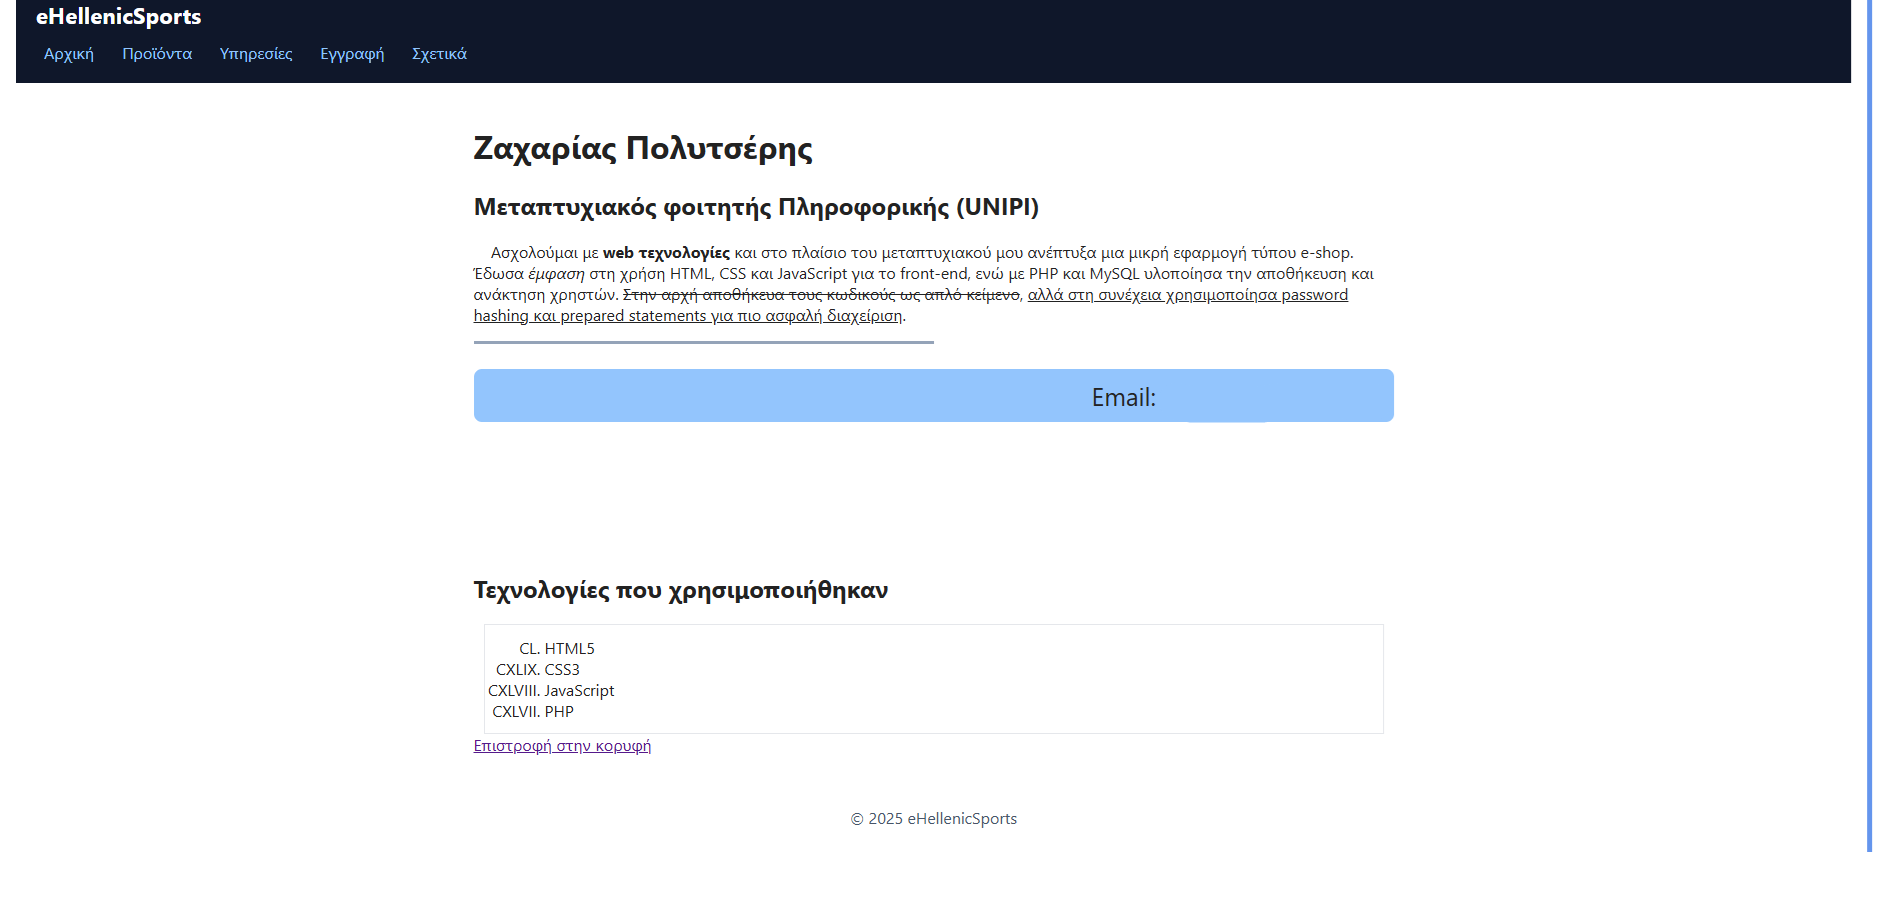 eHellenicSports
Αρχική Προϊόντα Υπηρεσίες Εγγραφή Σχετικά
Ζαχαρίας Πολυτσέρης
Μεταπτυχιακός φοιτητής Πληροφορικής (UNIPI)
Ασχολούμαι με web τεχνολογίες και στο πλαίσιο του μεταπτυχιακού μου ανέπτυξα μια μικρή εφαρμογή τύπου e-shop.
Έδωσα έμφαση στη χρήση HTML, CSS και JavaScript για το front-end, ενώ με PHP και MySQL υλοποίησα την αποθήκευση και
ανάκτηση χρηστών. Στην αρχή αποθήκευα τους κωδικούς ως απλό κείμενο, αλλά στη συνέχεια χρησιμοποίησα password
hashing και prepared statements για πιο ασφαλή διαχείριση.
Email:
Τεχνολογίες που χρησιμοποιήθηκαν
CL. HTML5
CXLIX. CSS3
CXLVIII. JavaScript
CXLVII. PHP
Επιστροφή στην κορυφή
© 2025 eHellenicSports